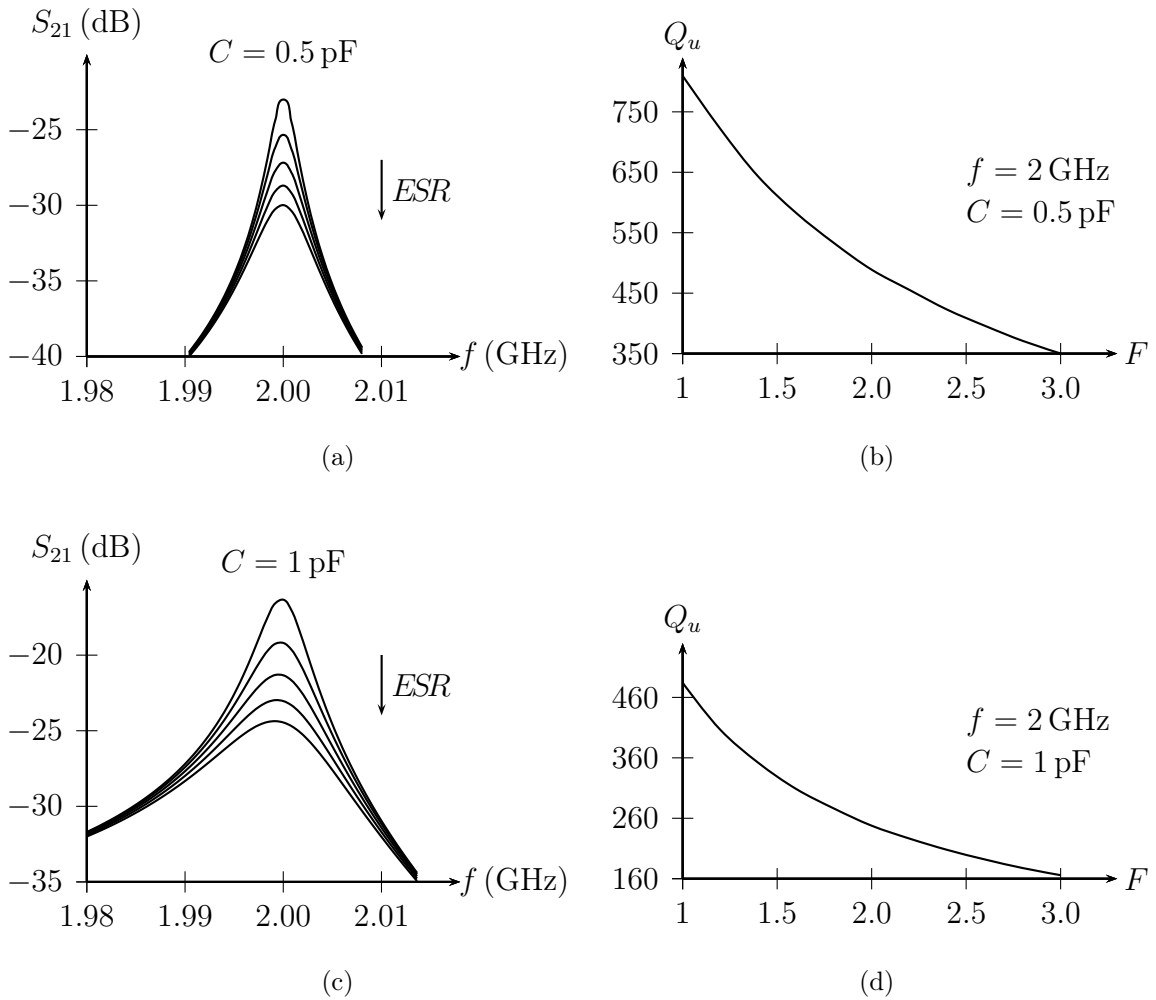 S21 (dB)
C = 0.5 pF
−25
−30
−35
−40
ESR
f (GHz)
1.98 1.99 2.00 2.01
(a)
Qu
750
650
550
450
350
f = 2 GHz
C = 0.5 pF
F
1 1.5 2.0 2.5 3.0
(b)
S21 (dB)
C = 1 pF
−20
−25
−30
−35
ESR
f (GHz)
1.98 1.99 2.00 2.01
(c)
Qu
460
360
260
160
f = 2 GHz
C = 1 pF
F
1 1.5 2.0 2.5 3.0
(d)